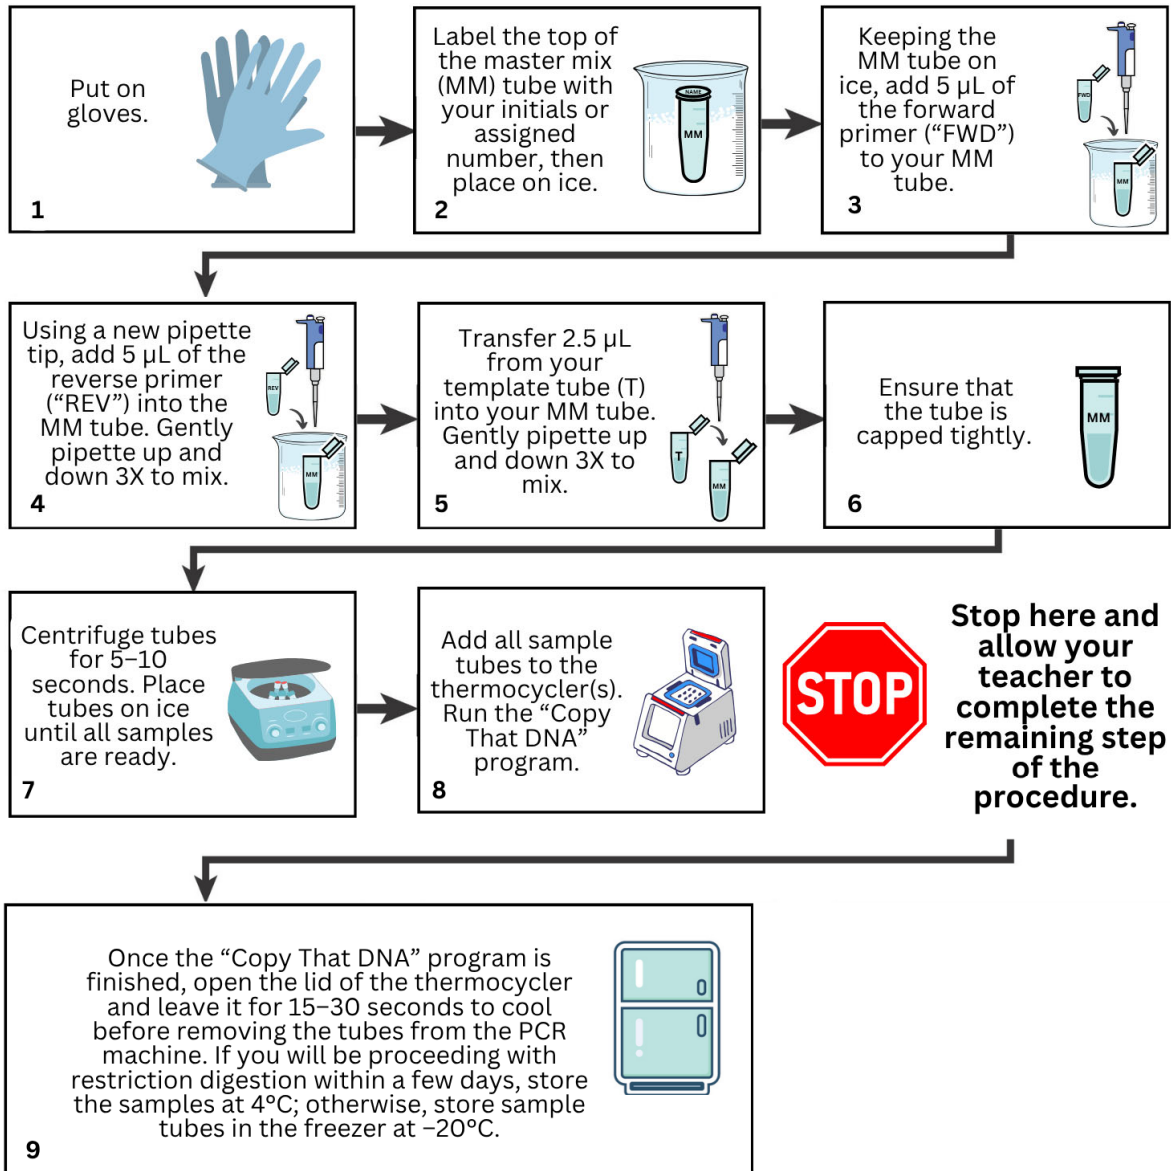 Put on
gloves.
1
Label the top of
the master mix
(MM) tube with
your initials or
assigned
number, then
place on ice.
NAME
MM
2
Keeping the
MM tube on
ice, add 5 µL of
the forward
primer (“FWD”)
to your MM
tube.
FWD
MM
3
Using a new pipette
tip, add 5 µL of the
reverse primer
(“REV”) into the
MM tube. Gently
pipette up and
down 3X to mix.
REV
MM
4
Transfer 2.5 µL
from your
template tube (T)
into your MM tube.
Gently pipette up
and down 3X to
mix.
T
MM
5
Ensure that
the tube is
capped tightly.
MM
6
Centrifuge tubes
for 5–10
seconds. Place
tubes on ice
until all samples
are ready.
7
Add all sample
tubes to the
thermocycler(s).
Run the “Copy
That DNA”
program.
8
STOP
Stop here and
allow your
teacher to
complete the
remaining step
of the
procedure.
Once the “Copy That DNA” program is
finished, open the lid of the thermocycler
and leave it for 15–30 seconds to cool
before removing the tubes from the PCR
machine. If you will be proceeding with
restriction digestion within a few days, store
the samples at 4°C; otherwise, store sample
tubes in the freezer at −20°C.
9